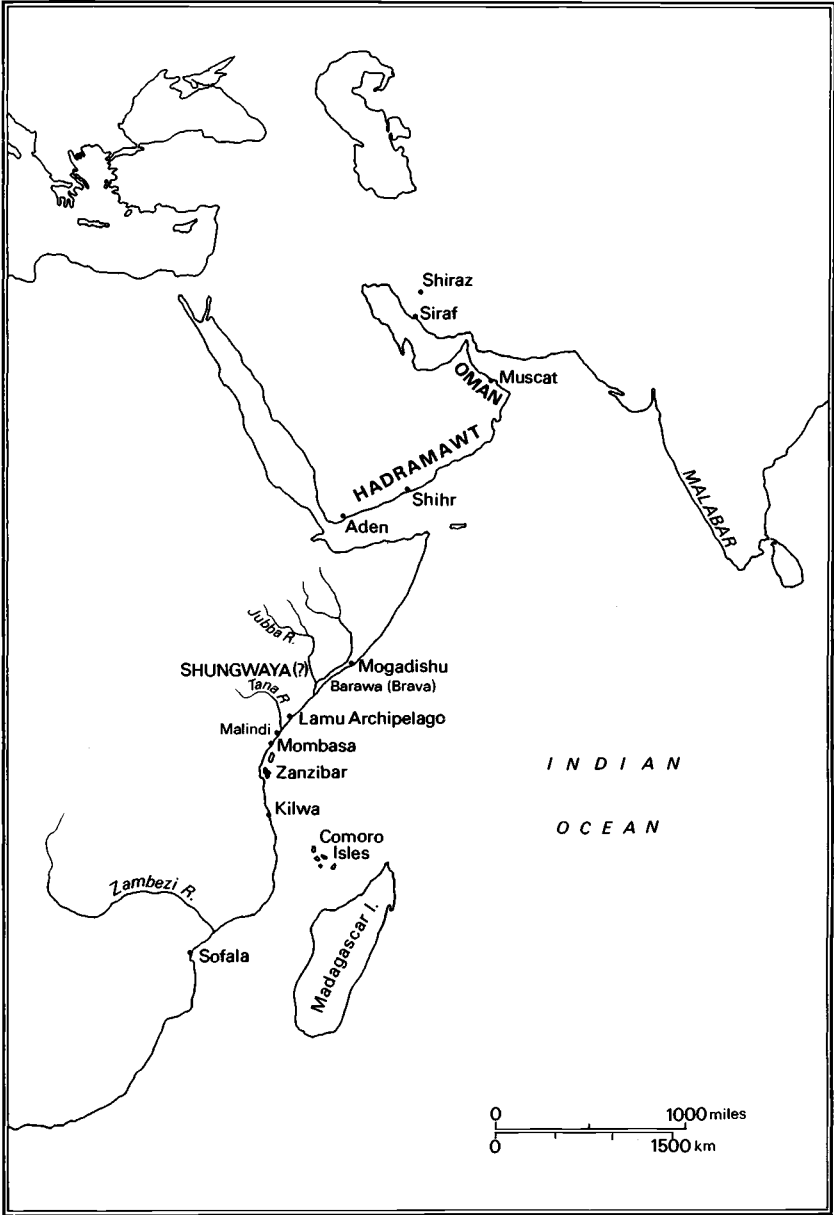 Shiraz
Siraf
OMAN
Muscat
HADRAMAWT
Shihr
Aden
MALABAR
Jubba R.
SHUNGWAYA(?)
Mogadishu
Tana R
Barawa (Brava)
Lamu Archipelago
Malindi
Mombasa
Zanzibar
INDIAN
OCEAN
Kilwa
Comoro
Isles
Zambezi R.
Madagascar I.
Sofala
0 1000 miles
0 1500 km